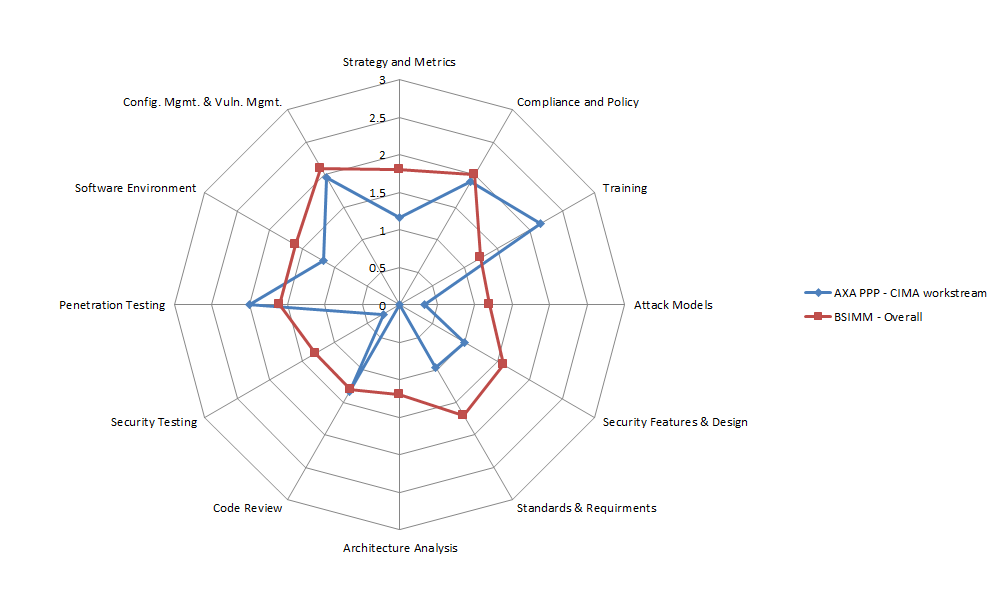 Strategy and Metrics
3
Config. Mgmt. & Vuln. Mgmt.
Compliance and Policy
2.5
2
Software Environment
Training
1.5
1
0.5
Penetration Testing
0
Attack Models
AXA PPP - CIMA workstream
BSIMM - Overall
Security Testing
Security Features & Design
Code Review
Standards & Requirments
Architecture Analysis